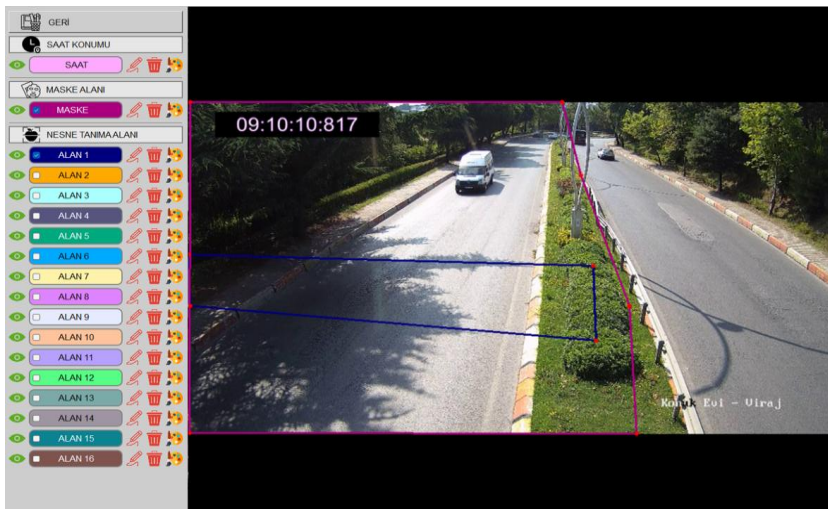 GERİ
SAAT KONUMU
SAAT
MASKE ALANI
MASKE
NESNE TANIMA ALANI
ALAN 1
ALAN 2
ALAN 3
ALAN 4
ALAN 5
ALAN 6
ALAN 7
ALAN 8
ALAN 9
ALAN 10
ALAN 11
ALAN 12
ALAN 13
ALAN 14
ALAN 15
ALAN 16
09:10:10:817
Konuk Evi - Viraj